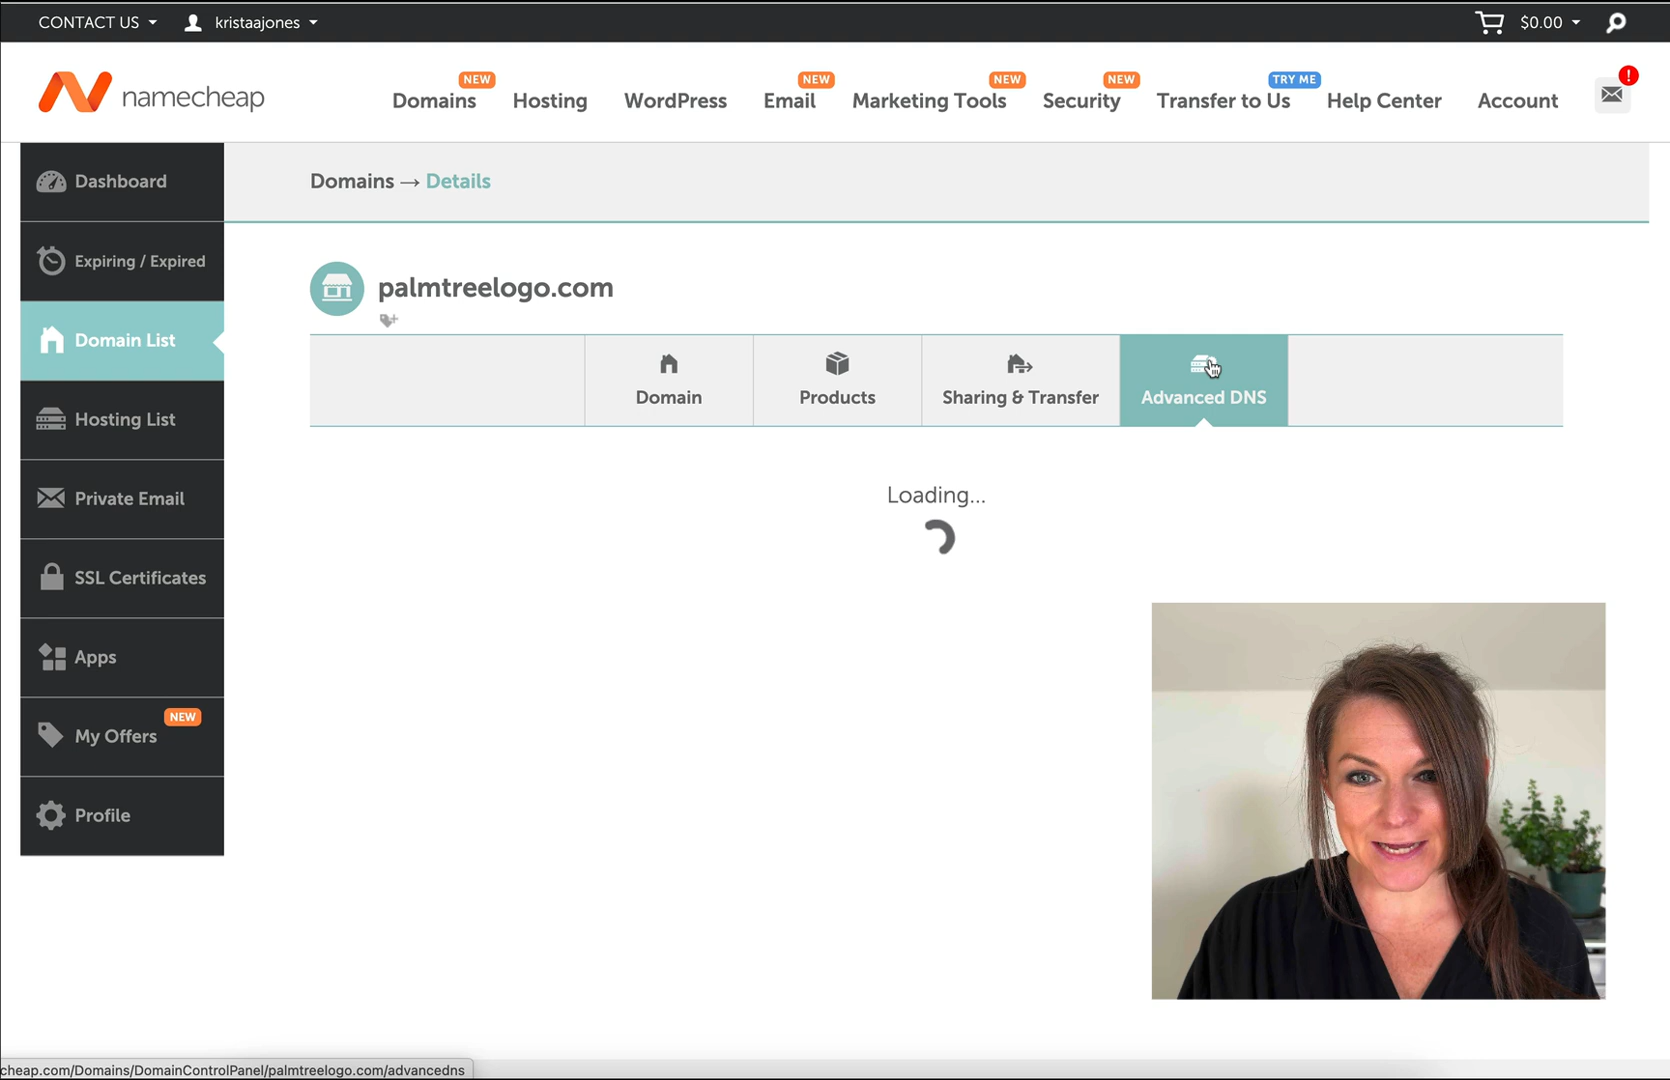 CONTACT US
kristaajones
$0.00
namecheap
NEW
NEW
NEW
NEW
TRY ME
!
Domains
Hosting
WordPress
Email
Marketing Tools
Security
Transfer to Us
Help Center
Account
Dashboard
Expiring / Expired
Domain List
Hosting List
Private Email
SSL Certificates
Apps
NEW
My Offers
Profile
Domains → Details
palmtreelogo.com
Domain
Products
Sharing & Transfer
Advanced DNS
Loading...
cheap.com/Domains/DomainControlPanel/palmtreelogo.com/advancedns